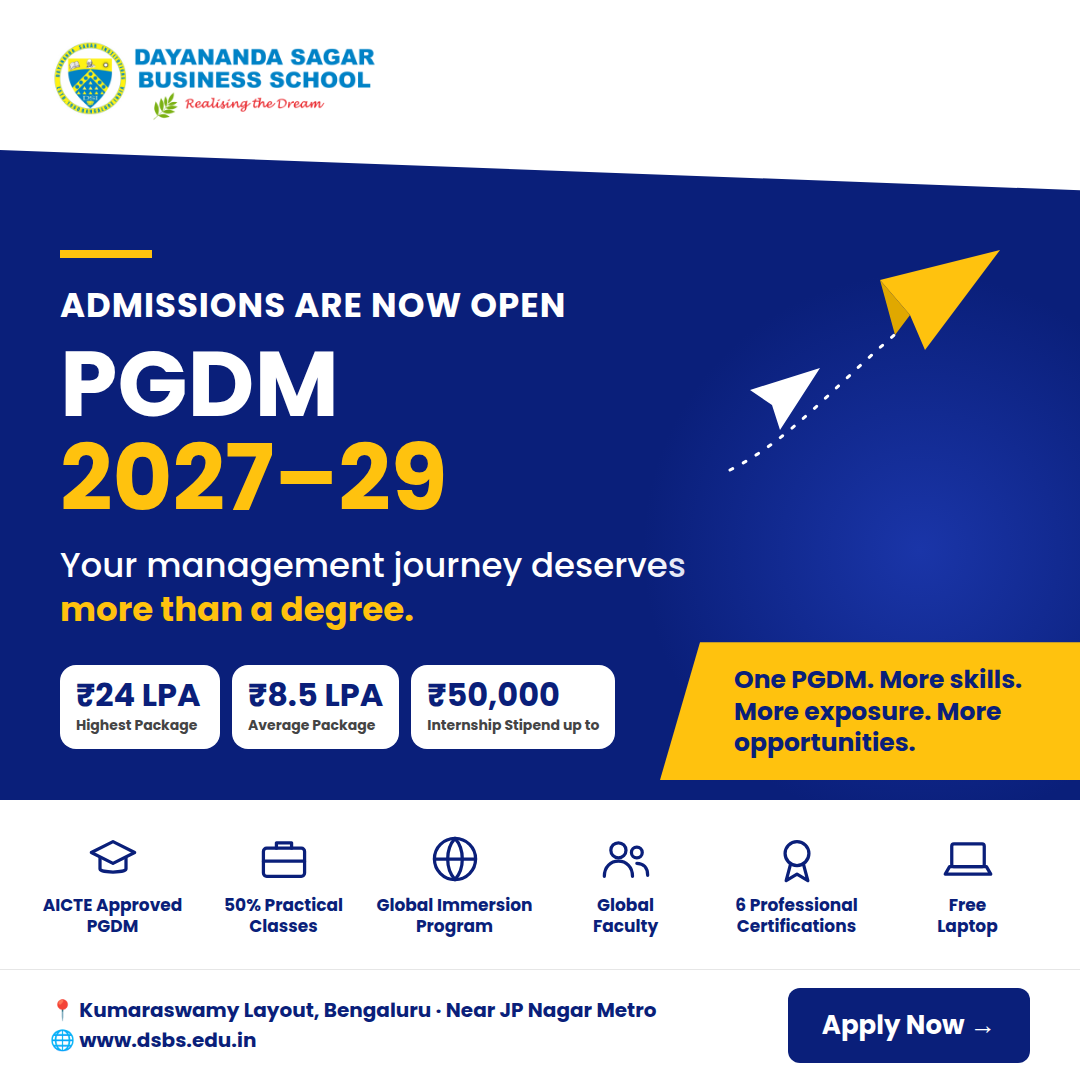 DAYANANDA SAGAR
BUSINESS SCHOOL
Realising the Dream
ADMISSIONS ARE NOW OPEN
PGDM
2027–29
Your management journey deserves
more than a degree.
₹24 LPA
Highest Package
₹8.5 LPA
Average Package
₹50,000
Internship Stipend up to
One PGDM. More skills.
More exposure. More
opportunities.
AICTE Approved
PGDM
50% Practical
Classes
Global Immersion
Program
Global
Faculty
6 Professional
Certifications
Free
Laptop
📍 Kumaraswamy Layout, Bengaluru · Near JP Nagar Metro
🌐 www.dsbs.edu.in
Apply Now →